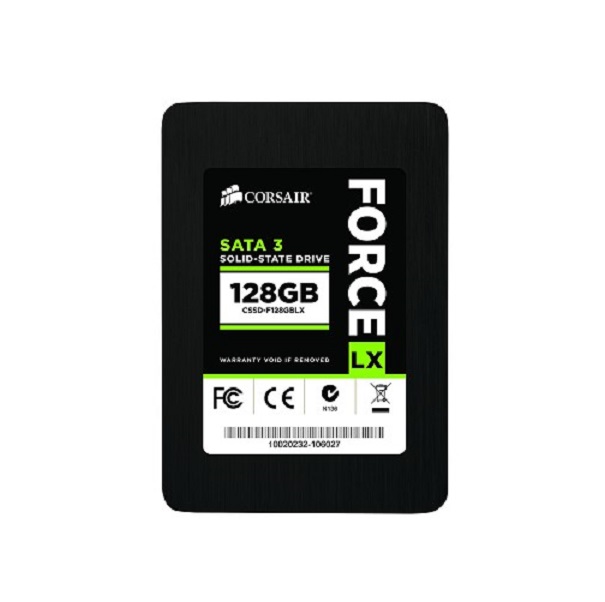 CORSAIR
SATA 3
SOLID-STATE DRIVE
128GB
CSSD-F128GBLX
WARRANTY VOID IF REMOVED
FORCE
LX
FC CE N136
10820232-106027